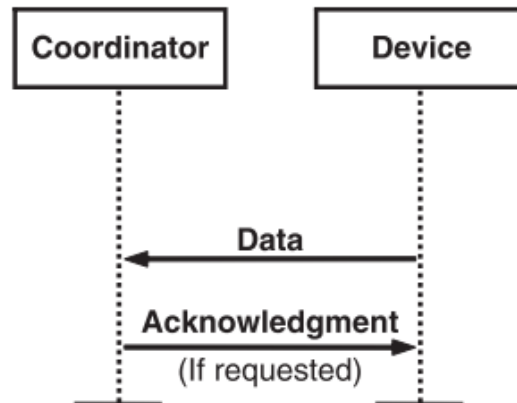 Coordinator
Device
Data
Acknowledgment
(If requested)